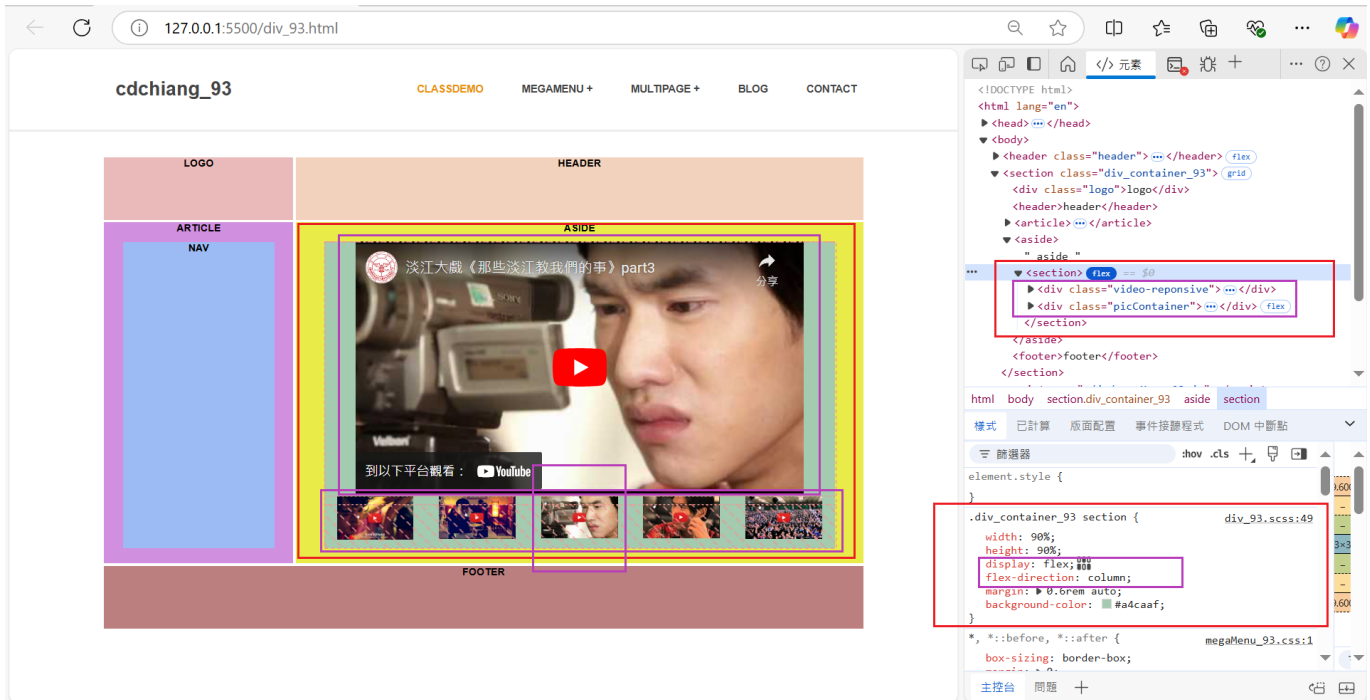 127.0.0.1:5500/div_93.html
cdchiang_93
CLASSDEMO
MEGAMENU +
MULTIPAGE +
BLOG
CONTACT
LOGO
HEADER
ARTICLE
NAV
ASIDE
淡江大戲《那些淡江教我們的事》part3
分享
SONY
Velbon
到以下平台觀看：
YouTube
FOOTER
</> 元素
<!DOCTYPE html>
<html lang="en">
<head> ⋯ </head>
<body>
<header class="header"> ⋯ </header> flex
<section class="div_container_93"> grid
<div class="logo">logo</div>
<header>header</header>
<article> ⋯ </article>
<aside>
" aside "
<section> flex == $0
<div class="video-reponsive"> ⋯ </div>
<div class="picContainer"> ⋯ </div> flex
</section>
</aside>
<footer>footer</footer>
</section>
html body section.div_container_93 aside section
樣式 已計算 版面配置 事件接聽程式 DOM 中斷點
篩選器 :hov .cls
element.style {
}
.div_container_93 section { div_93.scss:49
width: 90%;
height: 90%;
display: flex;
flex-direction: column;
margin: 0.6rem auto;
background-color: #a4caaf;
}
*, *::before, *::after { megaMenu_93.css:1
box-sizing: border-box;
主控台 問題